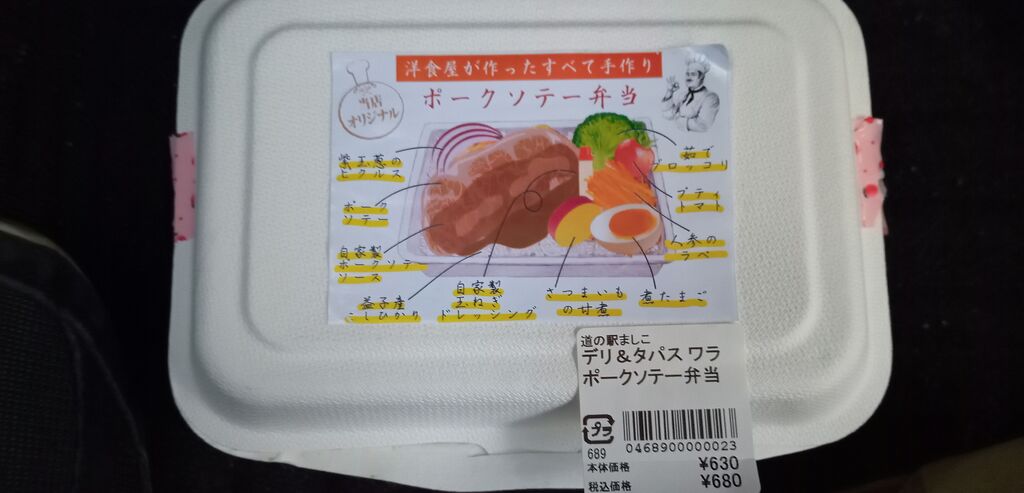 洋食屋が作ったすべて手作り
ポークソテー弁当
当店
オリジナル
紫玉葱の
ピクルス
ポーク
ソテー
自家製
ポークソテー
ソース
益子産
こしひかり
自家製
玉ねぎ
ドレッシング
さつまいも
の甘煮
煮たまご
人参の
ラペ
プティ
トマト
茹で
ブロッコリ
道の駅ましこ
デリ&タパス ワラ
ポークソテー弁当
プラ
689
0468900000023
本体価格 ¥630
税込価格 ¥680